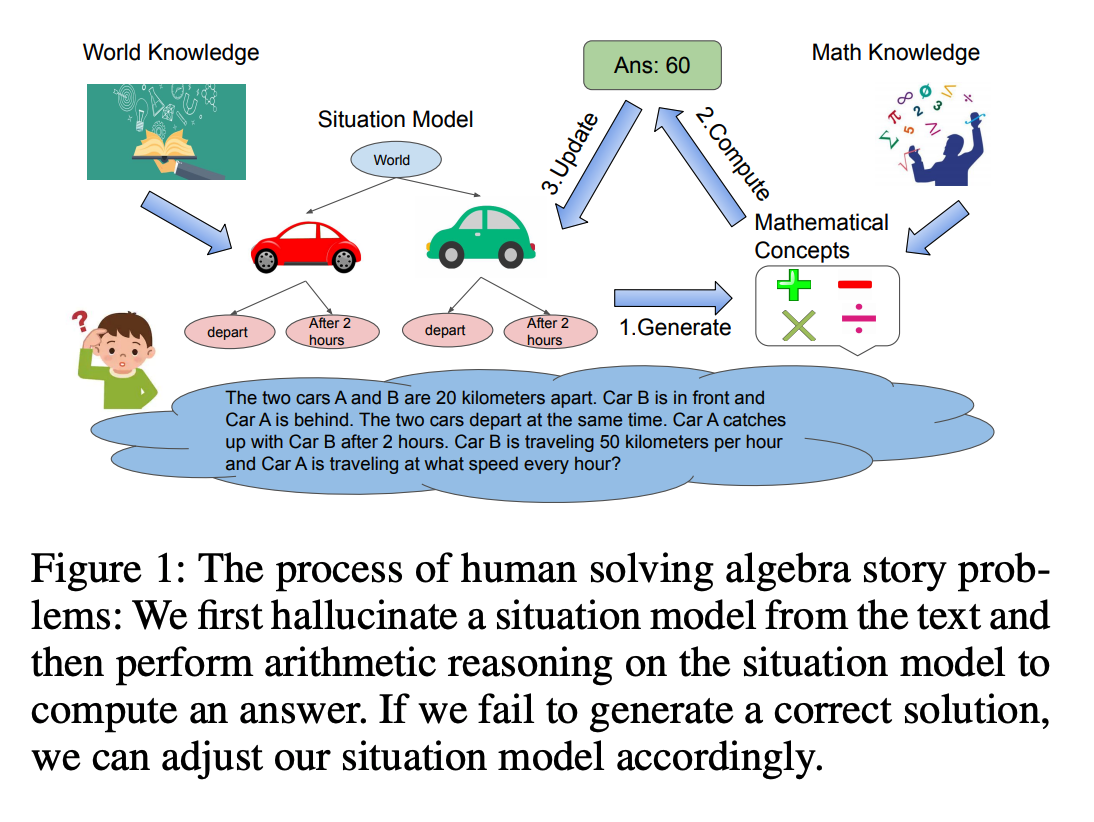 World Knowledge
Ans: 60
Math Knowledge
Situation Model
World
3.Update
2.Compute
Σ π ∞ Ø 5 2 3 ÷ √
Mathematical
Concepts
?
depart
After 2
hours
depart
After 2
hours
1.Generate
+ −
× ÷
The two cars A and B are 20 kilometers apart. Car B is in front and
Car A is behind. The two cars depart at the same time. Car A catches
up with Car B after 2 hours. Car B is traveling 50 kilometers per hour
and Car A is traveling at what speed every hour?
Figure 1: The process of human solving algebra story prob-
lems: We first hallucinate a situation model from the text and
then perform arithmetic reasoning on the situation model to
compute an answer. If we fail to generate a correct solution,
we can adjust our situation model accordingly.